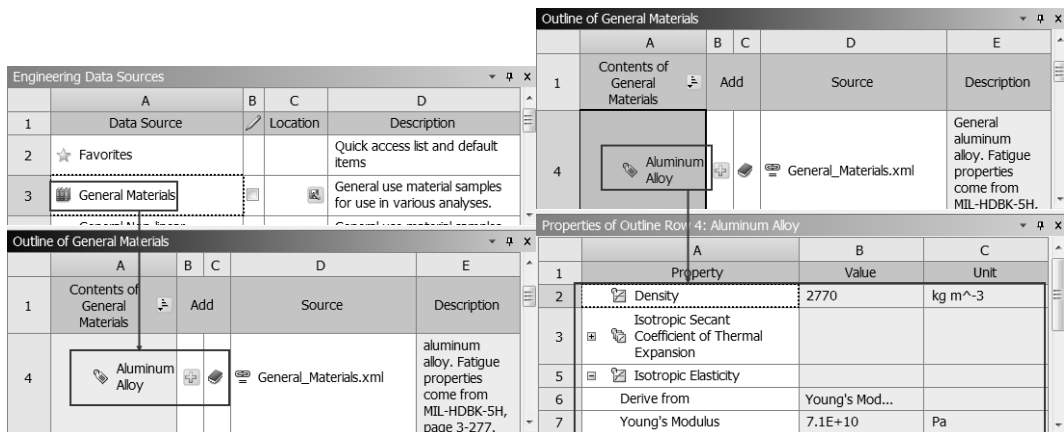 Engineering Data Sources
A B C D
1 Data Source Location Description
2 Favorites Quick access list and default
items
3 General Materials General use material samples
for use in various analyses.
Outline of General Materials
A B C D E
1 Contents of
General
Materials Add Source Description
4 Aluminum
Alloy General_Materials.xml aluminum
alloy. Fatigue
properties
come from
MIL-HDBK-5H,
page 3-277.
Outline of General Materials
A B C D E
1 Contents of
General
Materials Add Source Description
4 Aluminum
Alloy General_Materials.xml General
aluminum
alloy. Fatigue
properties
come from
MIL-HDBK-5H.
Properties of Outline Row 4: Aluminum Alloy
A B C
1 Property Value Unit
2 Density 2770 kg m^-3
3 Isotropic Secant
Coefficient of Thermal
Expansion
5 Isotropic Elasticity
6 Derive from Young's Mod...
7 Young's Modulus 7.1E+10 Pa